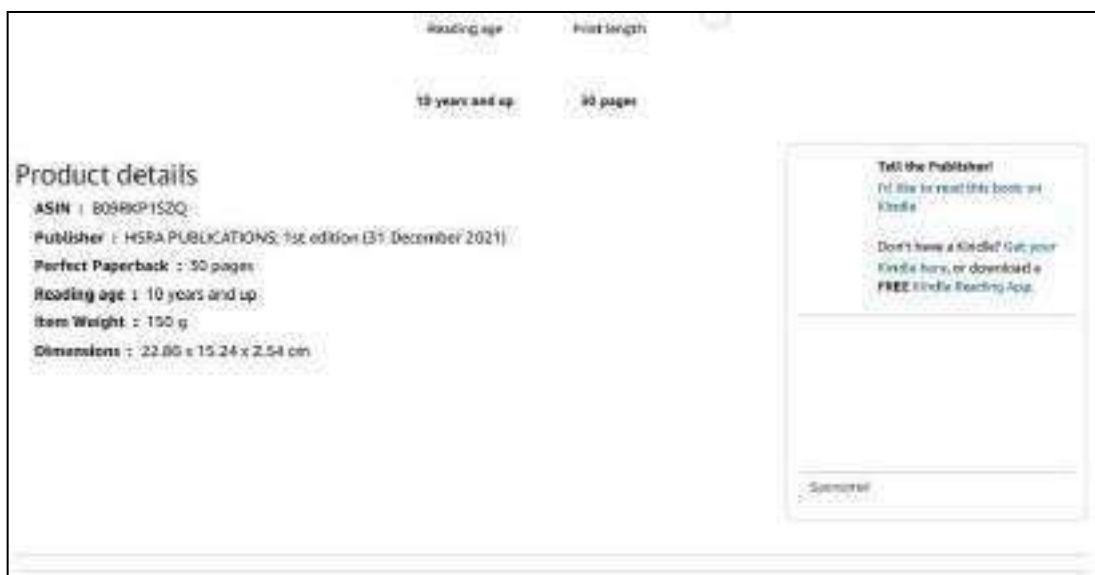 Reading age Print length
10 years and up 30 pages
Product details
ASIN : B09RKP1SZQ
Publisher : HSRA PUBLICATIONS; 1st edition (31 December 2021)
Perfect Paperback : 30 pages
Reading age : 10 years and up
Item Weight : 150 g
Dimensions : 22.86 x 15.24 x 2.54 cm
Tell the Publisher!
I'd like to read this book on
Kindle
Don't have a Kindle? Get your
Kindle here, or download a
FREE Kindle Reading App.
Sponsored